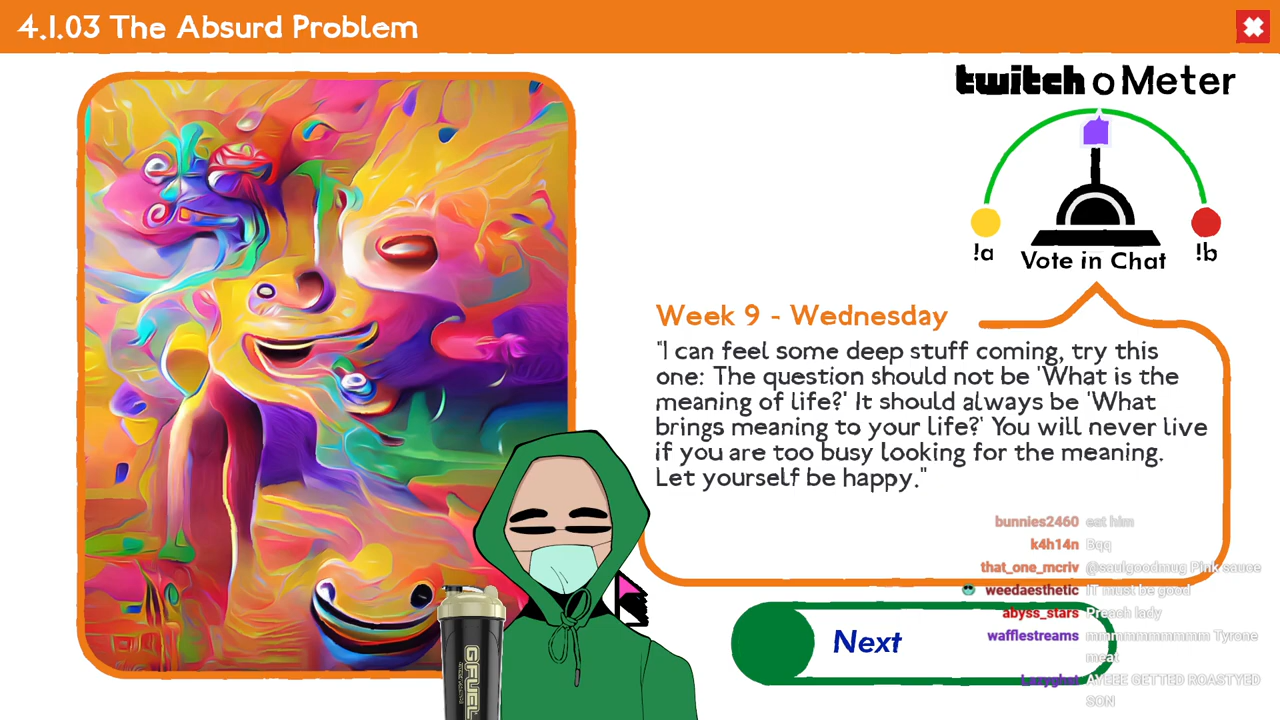 4.1.03 The Absurd Problem
twitch o Meter
!a
Vote in Chat
!b
Week 9 - Wednesday
"I can feel some deep stuff coming, try this
one: The question should not be 'What is the
meaning of life?' It should always be 'What
brings meaning to your life?' You will never live
if you are too busy looking for the meaning.
Let yourself be happy."
bunnies2460 eat him
k4h14n Bqq
that_one_mcriv @saulgoodmug Pink sauce
weedaesthetic IT must be good
abyss_stars Preach lady
wafflestreams mmmmmmmmmm Tyrone
meat
AYEEE GETTED ROASTYED
SON
Next
GFUEL